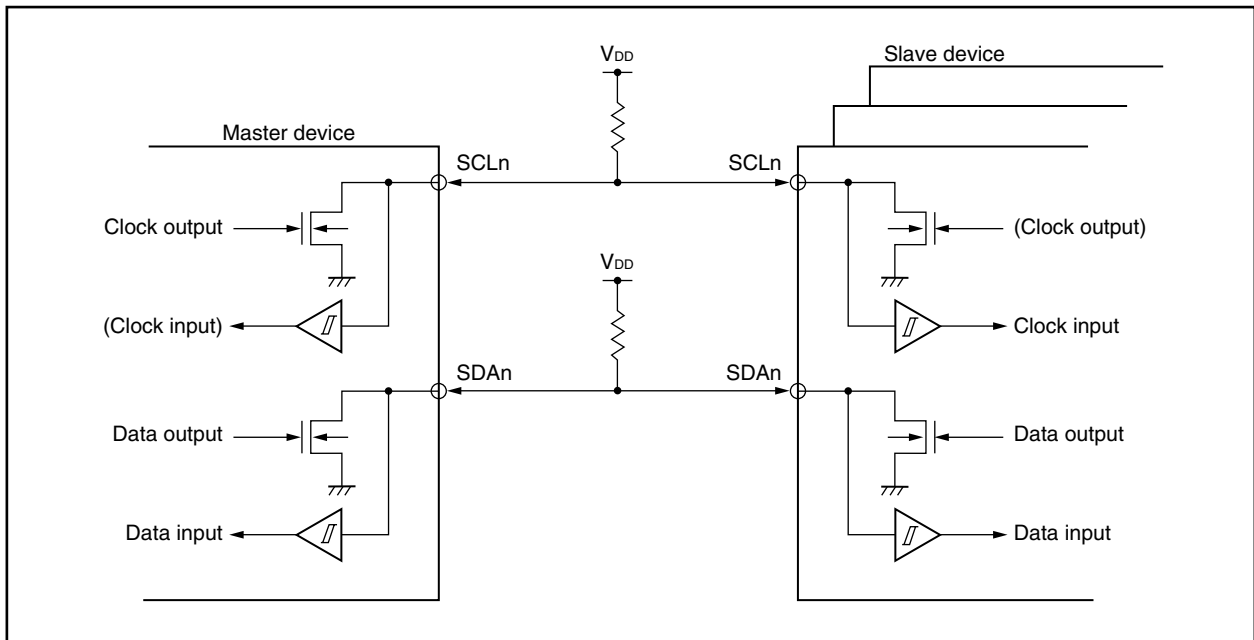 VDD
Slave device
Master device
SCLn
SCLn
Clock output
(Clock output)
VDD
(Clock input)
Clock input
SDAn
SDAn
Data output
Data output
Data input
Data input